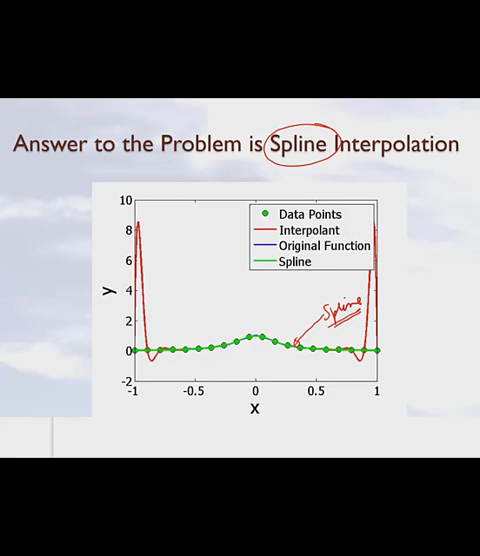 Answer to the Problem is Spline Interpolation
10
8
6
4
2
0
-2
y
Data Points
Interpolant
Original Function
Spline
Spline
-1
-0.5
0
0.5
1
x